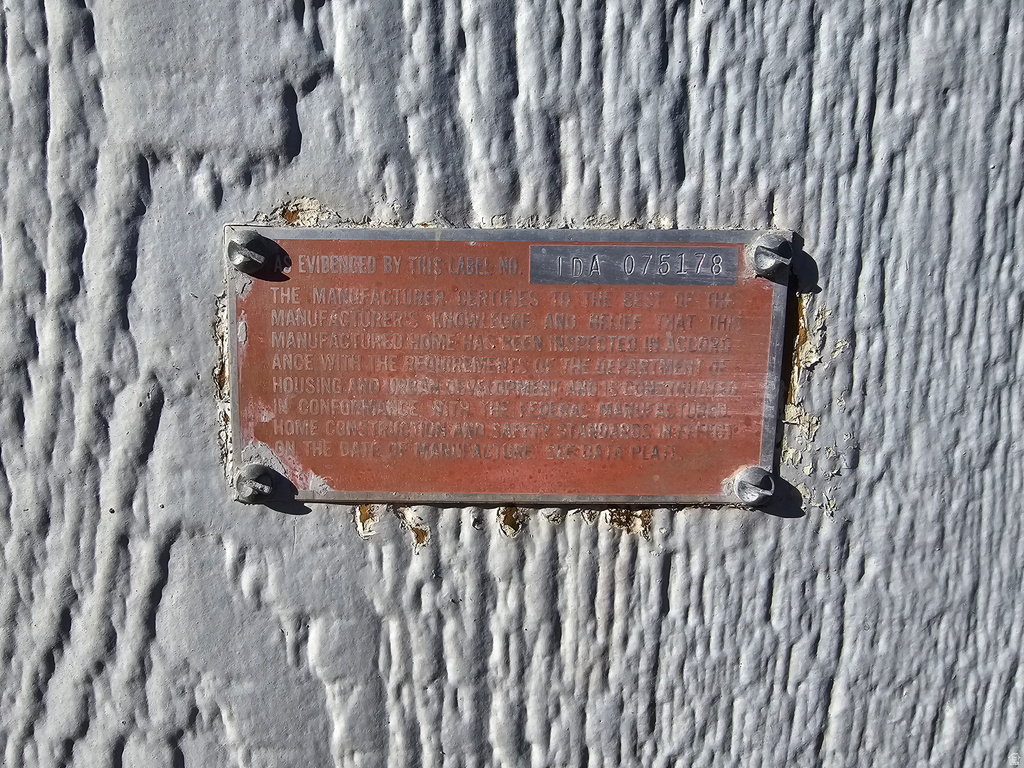 AS EVIDENCED BY THIS LABEL NO. IDA 075178
THE MANUFACTURER CERTIFIES TO THE BEST OF THE
MANUFACTURER'S KNOWLEDGE AND BELIEF THAT THIS
MANUFACTURED HOME HAS BEEN INSPECTED IN ACCORD
ANCE WITH THE REQUIREMENTS OF THE DEPARTMENT OF
HOUSING AND URBAN DEVELOPMENT AND IS CONSTRUCTED
IN CONFORMANCE WITH THE FEDERAL MANUFACTURED
HOME CONSTRUCTION AND SAFETY STANDARDS IN EFFECT
ON THE DATE OF MANUFACTURE SEE DATA PLATE.